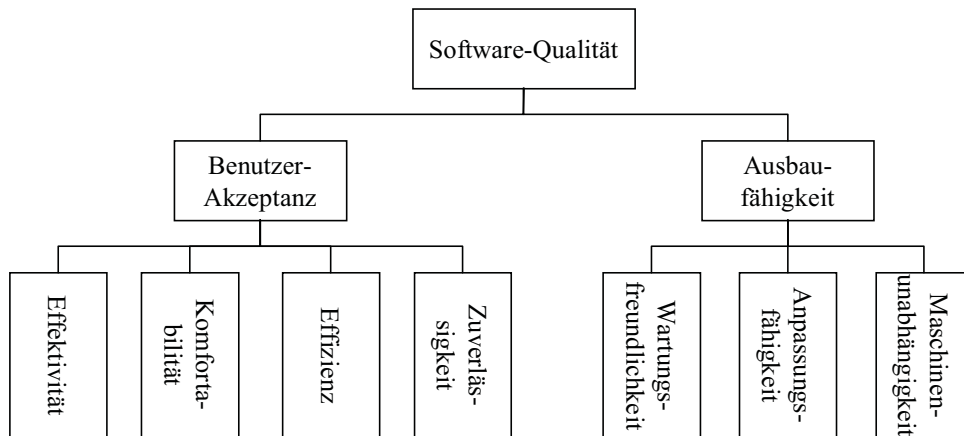 Software-Qualität
Benutzer-
Akzeptanz
Ausbau-
fähigkeit
Effektivität
Komforta-
bilität
Effizienz
Zuverläs-
sigkeit
Wartungs-
freundlichkeit
Anpassungs-
fähigkeit
Maschinen-
unabhängigkeit